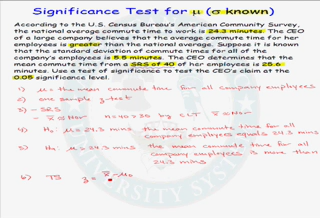 Significance Test for μ (σ known)
According to the U.S. Census Bureau's American Community Survey,
the national average commute time to work is 24.3 minutes. The CEO
of a large company believes that the average commute time for her
employees is greater than the national average. Suppose it is known
that the standard deviation of commute times for all of the
company's employees is 5.5 minutes. The CEO determines that the
mean commute time from a SRS of 40 of her employees is 25.6
minutes. Use a test of significance to test the CEO's claim at the
0.05 significance level.
1) μ = the mean commute time for all company employees
2) one sample z-test
3) - SRS
- x̄ ~ Nor n=40>30 by CLT x̄ ~ Nor
4) H₀: μ = 24.3 mins the mean commute time for all
company employees equals 24.3 mins
5) μ > 24.3 mins the mean commute time for all
company employees is more than
24.3 mins
6) TS z = x̄ - μ₀